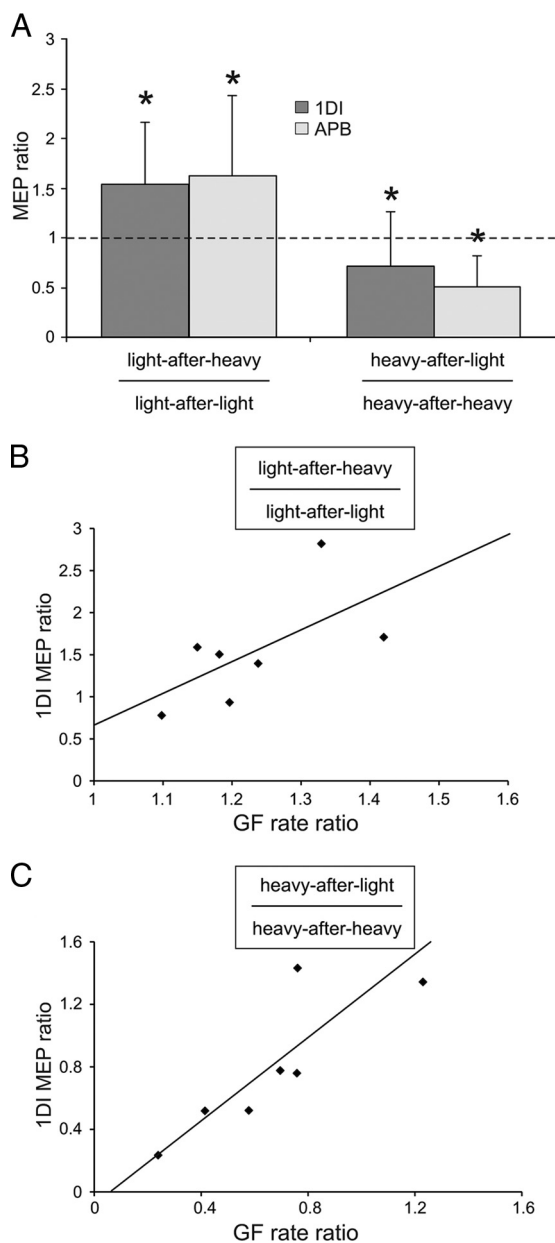 A
3
2.5
2
1.5
1
0.5
0
MEP ratio
*
*
*
*
1DI
APB
light-after-heavy
light-after-light
heavy-after-light
heavy-after-heavy
B
light-after-heavy
light-after-light
3
2.5
2
1.5
1
0.5
0
1DI MEP ratio
1 1.1 1.2 1.3 1.4 1.5 1.6
GF rate ratio
C
heavy-after-light
heavy-after-heavy
1.6
1.2
0.8
0.4
0
1DI MEP ratio
0 0.4 0.8 1.2 1.6
GF rate ratio